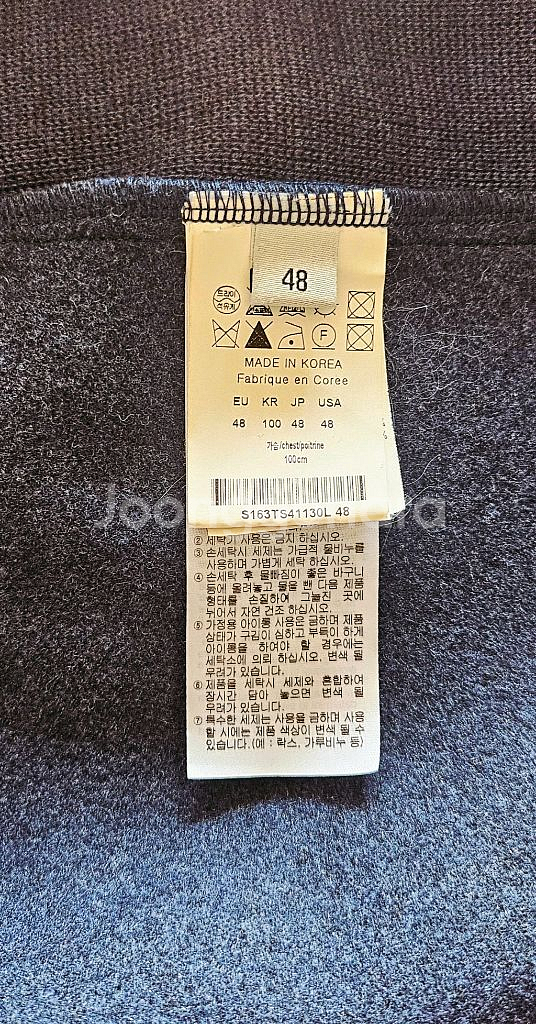 48
드라이
석유계
F
MADE IN KOREA
Fabrique en Coree
EU KR JP USA
48 100 48 48
가슴/chest/poitrine
100cm
S163TS41130L 48
② 세탁기 사용은 금지 하십시오.
③ 손세탁시 세제는 가급적 물비누를
사용하며 가볍게 세탁 하십시오.
④ 손세탁 후 물빠짐이 좋은 바구니
등에 올려놓고 물을 뺀 다음 제품
형태를 손질하여 그늘진 곳에
뉘어서 자연 건조 하십시오.
⑤ 가정용 아이롱 사용은 금하며 제품
상태가 구김이 심하고 부득이 하게
아이롱을 하여야 할 경우에는
세탁소에 의뢰 하십시오. 변색 될
우려가 있습니다.
⑥ 제품을 세탁시 세제와 혼합하여
장시간 담아 놓으면 변색 될
우려가 있습니다.
⑦ 특수한 세제는 사용을 금하며 사용
할 시에는 제품 색상이 변색 될 수
있습니다.(예 : 락스, 가루비누 등)